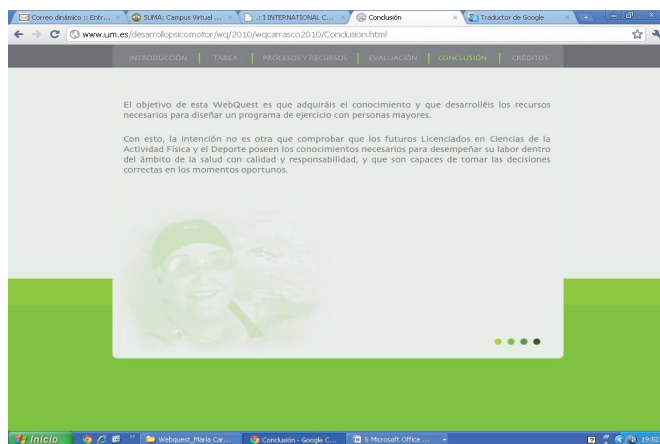 Correo dinámico :: Entr...
SUMA: Campus Virtual ...
.: I INTERNATIONAL C...
Conclusión
Traductor de Google
www.um.es/desarrollopsicomotor/wq/2010/wqcarrasco2010/Conclusion.html
INTRODUCCIÓN | TAREA | PROCESOS Y RECURSOS | EVALUACIÓN | CONCLUSIÓN | CRÉDITOS
El objetivo de esta WebQuest es que adquiráis el conocimiento y que desarrolléis los recursos
necesarios para diseñar un programa de ejercicio con personas mayores.
Con esto, la intención no es otra que comprobar que los futuros Licenciados en Ciencias de la
Actividad Física y el Deporte poseen los conocimientos necesarios para desempeñar su labor dentro
del ámbito de la salud con calidad y responsabilidad, y que son capaces de tomar las decisiones
correctas en los momentos oportunos.
Inicio
Webquest_Maria Car...
Conclusión - Google C...
5 Microsoft Office ...
19:52